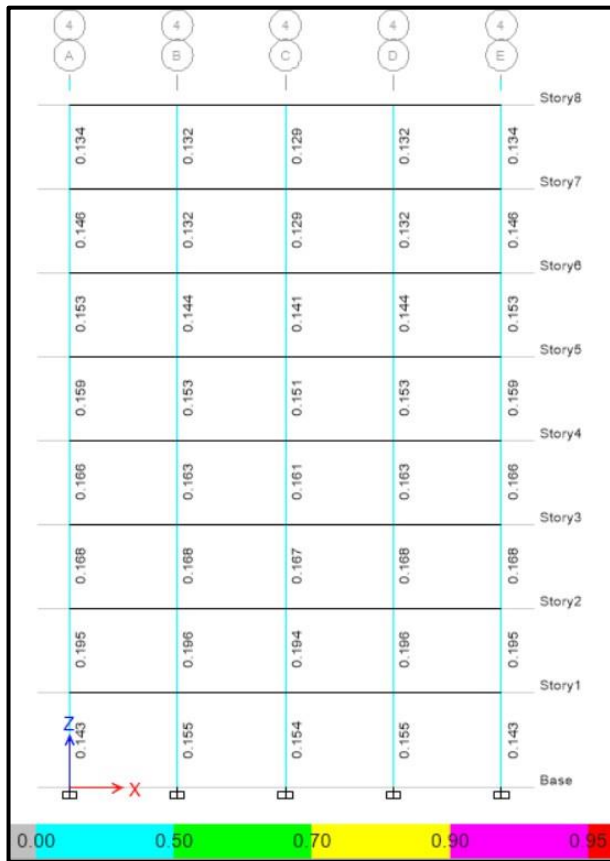 4 4 4 4 4
A B C D E
Story8
0.134 0.132 0.129 0.132 0.134
Story7
0.146 0.132 0.129 0.132 0.146
Story6
0.153 0.144 0.141 0.144 0.153
Story5
0.159 0.153 0.151 0.153 0.159
Story4
0.166 0.163 0.161 0.163 0.166
Story3
0.168 0.168 0.167 0.168 0.168
Story2
0.195 0.196 0.194 0.196 0.195
Story1
0.143 0.155 0.154 0.155 0.143
Z
X
Base
0.00 0.50 0.70 0.90 0.95